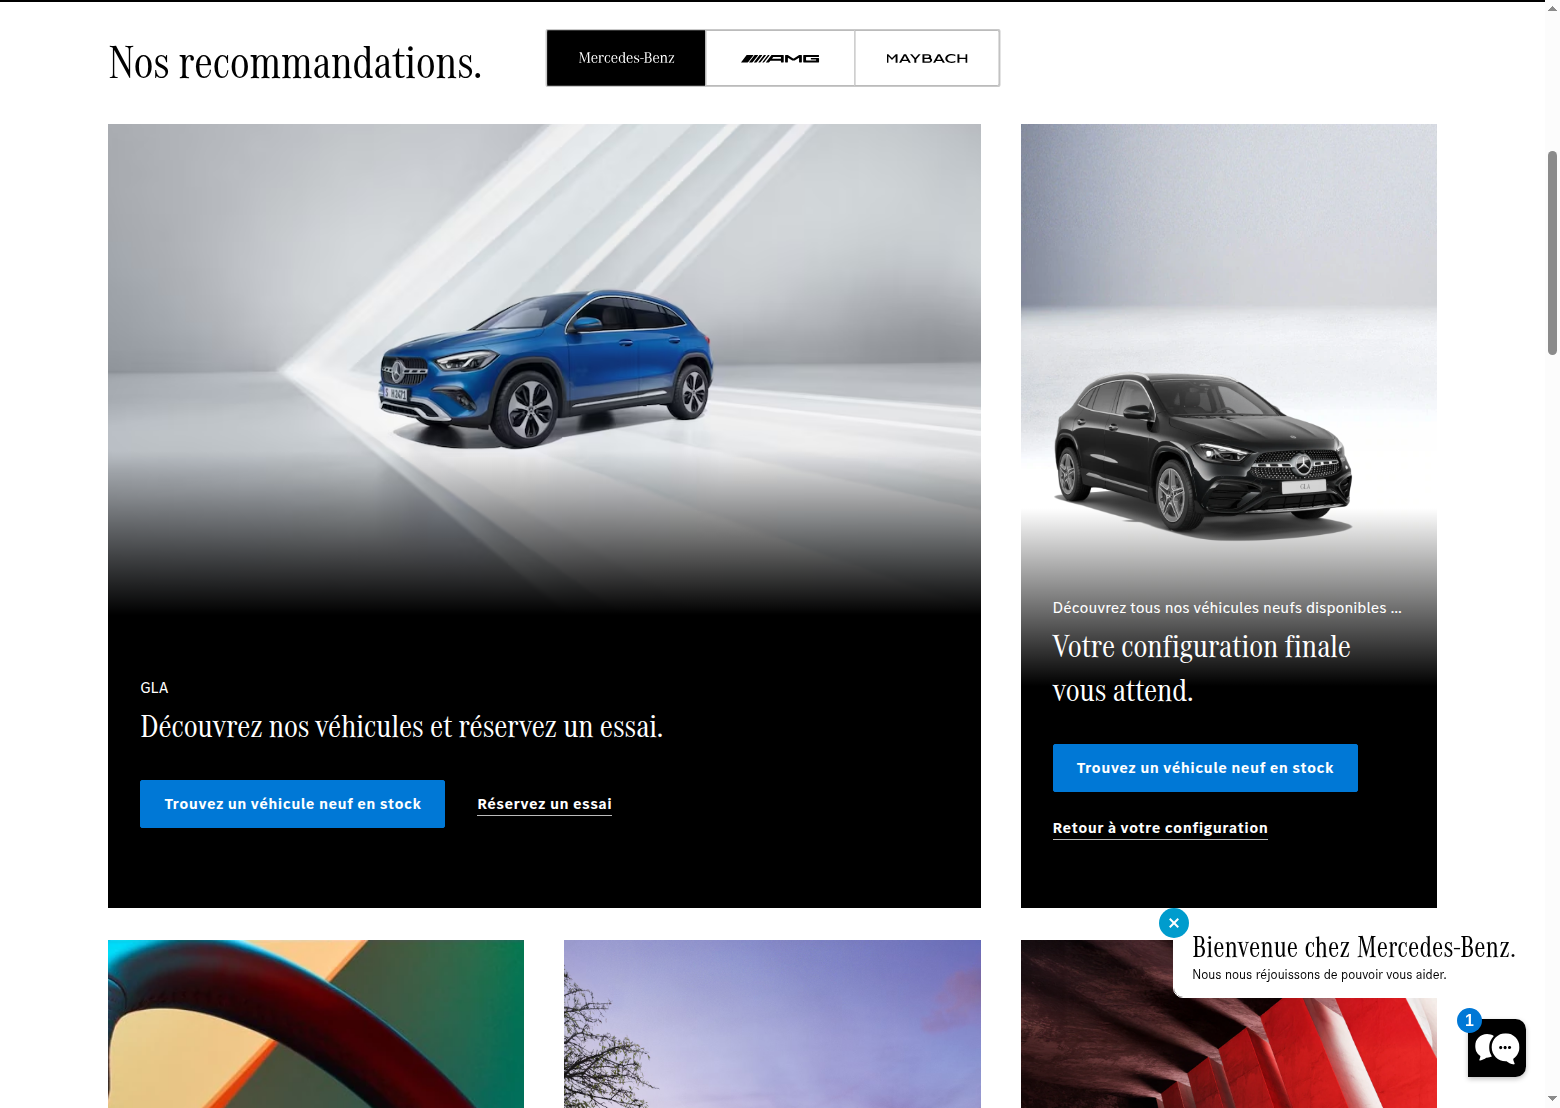 Nos recommandations.
Mercedes-Benz
AMG
MAYBACH
GLA
Découvrez nos véhicules et réservez un essai.
Trouvez un véhicule neuf en stock
Réservez un essai
GLA
Découvrez tous nos véhicules neufs disponibles ...
Votre configuration finale
vous attend.
Trouvez un véhicule neuf en stock
Retour à votre configuration
Bienvenue chez Mercedes-Benz.
Nous nous réjouissons de pouvoir vous aider.
1